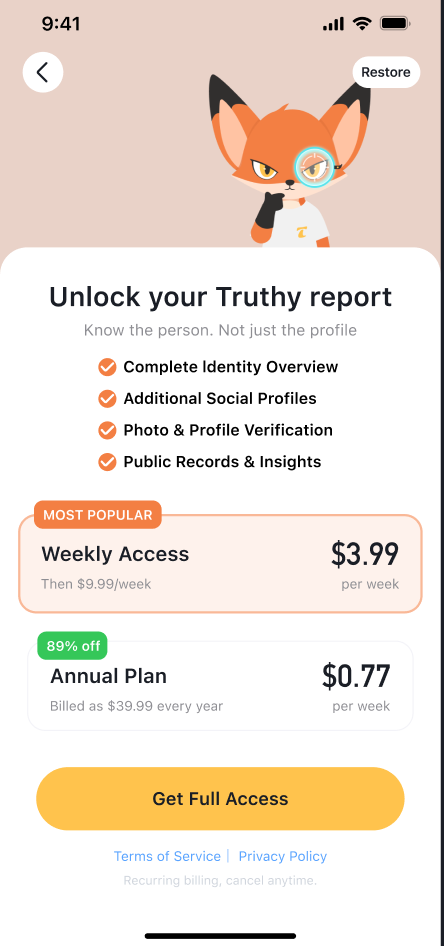 9:41
Restore
T
Unlock your Truthy report
Know the person. Not just the profile
Complete Identity Overview
Additional Social Profiles
Photo & Profile Verification
Public Records & Insights
MOST POPULAR
Weekly Access
$3.99
Then $9.99/week
per week
89% off
Annual Plan
$0.77
Billed as $39.99 every year
per week
Get Full Access
Terms of Service | Privacy Policy
Recurring billing, cancel anytime.